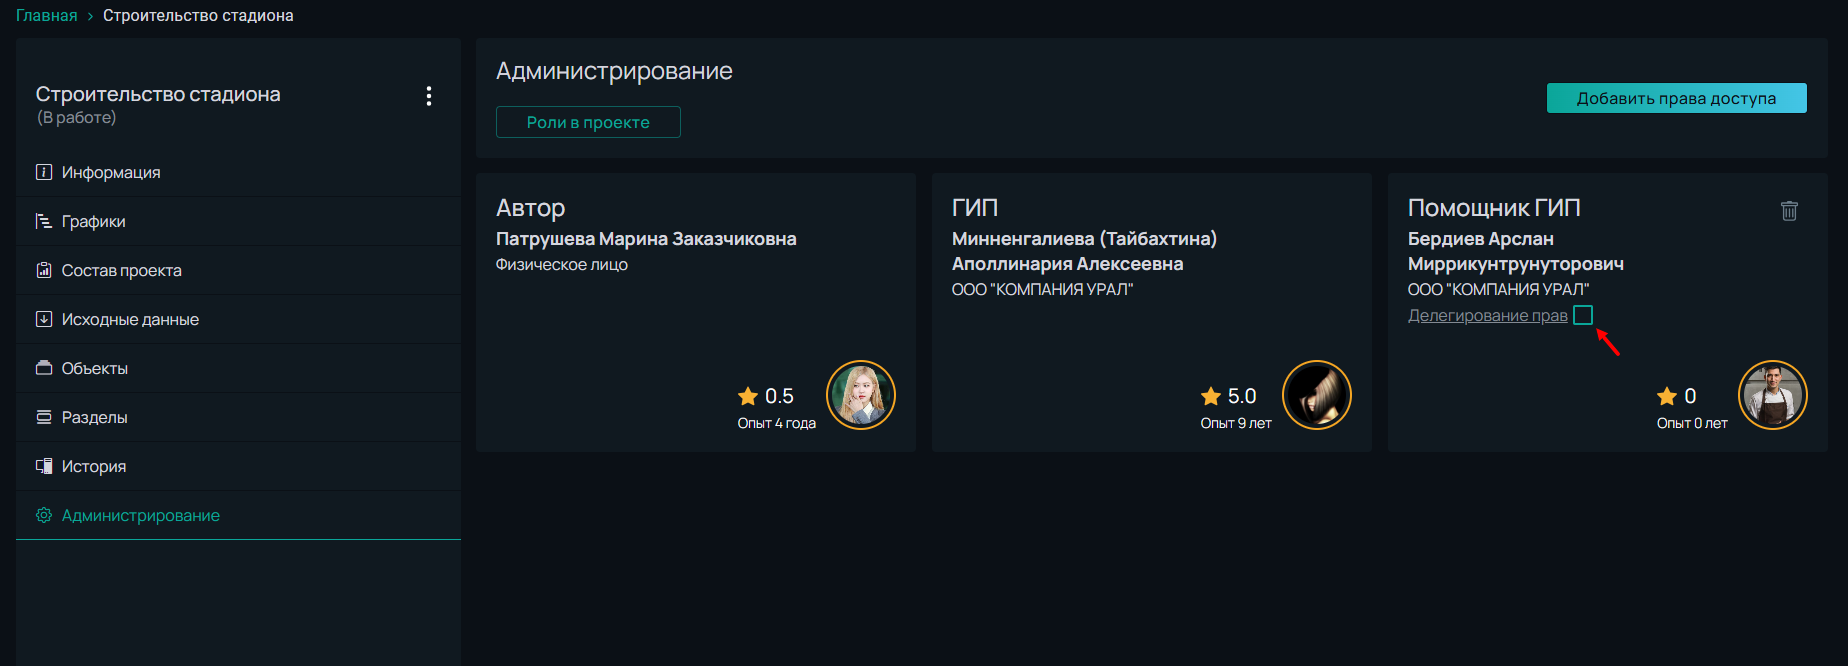 Главная › Строительство стадиона
Строительство стадиона
(В работе)
Информация
Графики
Состав проекта
Исходные данные
Объекты
Разделы
История
Администрирование
Администрирование
Роли в проекте
Добавить права доступа
Автор
Патрушева Марина Заказчиковна
Физическое лицо
0.5
Опыт 4 года
ГИП
Минненгалиева (Тайбахтина)
Аполлинария Алексеевна
ООО "КОМПАНИЯ УРАЛ"
5.0
Опыт 9 лет
Помощник ГИП
Бердиев Арслан
Миррикунтрунуторович
ООО "КОМПАНИЯ УРАЛ"
Делегирование прав
0
Опыт 0 лет